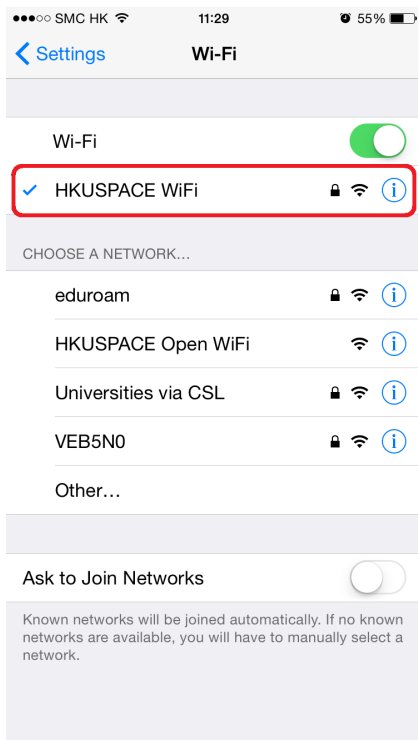 ●●●○○ SMC HK 11:29 55%
Settings Wi-Fi
Wi-Fi
HKUSPACE WiFi
CHOOSE A NETWORK...
eduroam
HKUSPACE Open WiFi
Universities via CSL
VEB5N0
Other...
Ask to Join Networks
Known networks will be joined automatically. If no known
networks are available, you will have to manually select a
network.